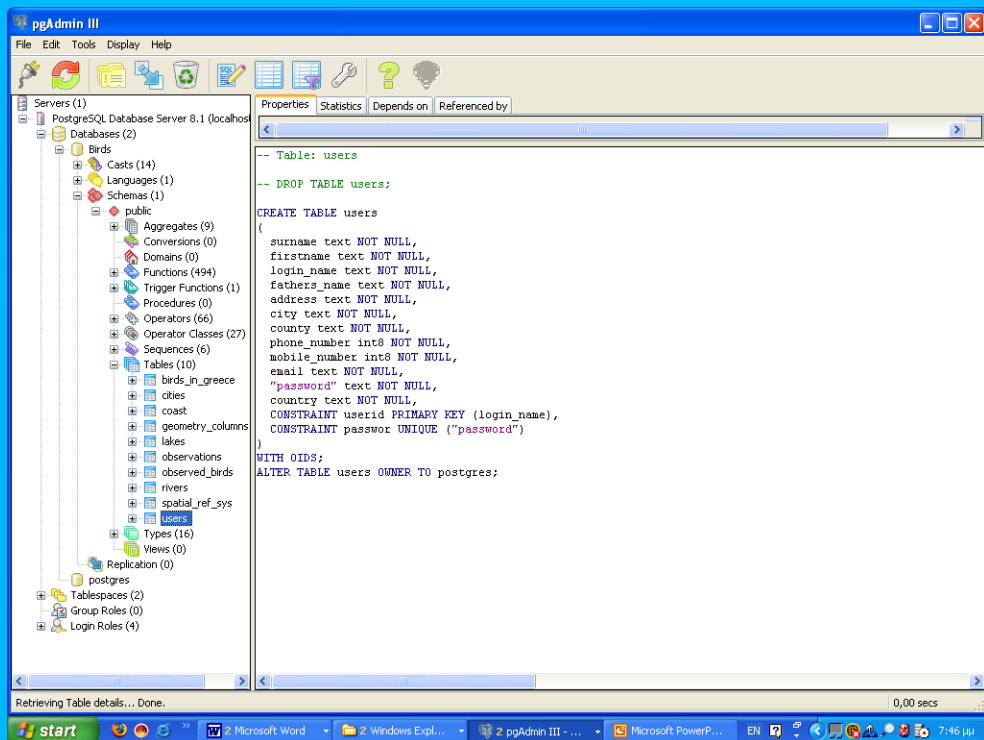 pgAdmin III
File Edit Tools Display Help
Servers (1)
PostgreSQL Database Server 8.1 (localhost
Databases (2)
Birds
Casts (14)
Languages (1)
Schemas (1)
public
Aggregates (9)
Conversions (0)
Domains (0)
Functions (494)
Trigger Functions (1)
Procedures (0)
Operators (66)
Operator Classes (27)
Sequences (6)
Tables (10)
birds_in_greece
cities
coast
geometry_columns
lakes
observations
observed_birds
rivers
spatial_ref_sys
users
Types (16)
Views (0)
Replication (0)
postgres
Tablespaces (2)
Group Roles (0)
Login Roles (4)
Properties Statistics Depends on Referenced by
-- Table: users
-- DROP TABLE users;
CREATE TABLE users
(
surname text NOT NULL,
firstname text NOT NULL,
login_name text NOT NULL,
fathers_name text NOT NULL,
address text NOT NULL,
city text NOT NULL,
county text NOT NULL,
phone_number int8 NOT NULL,
mobile_number int8 NOT NULL,
email text NOT NULL,
"password" text NOT NULL,
country text NOT NULL,
CONSTRAINT userid PRIMARY KEY (login_name),
CONSTRAINT passwor UNIQUE ("password")
)
WITH OIDS;
ALTER TABLE users OWNER TO postgres;
Retrieving Table details... Done. 0,00 secs
start 2 Microsoft Word 2 Windows Expl... 2 pgAdmin III - ... Microsoft PowerP... EN 7:46 μμ